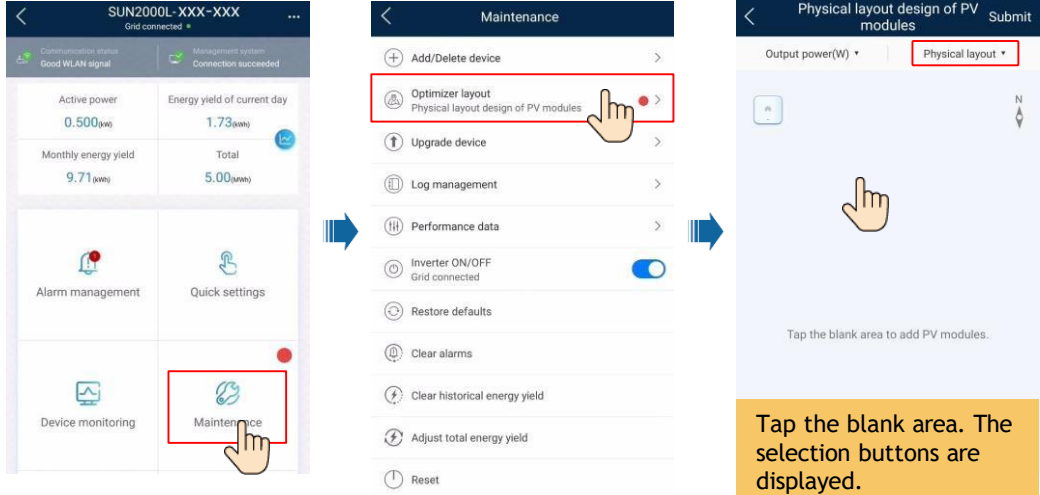 SUN2000L-XXX-XXX
...
Grid connected
Communication status
Good WLAN signal
Management system
Connection succeeded
Active power
0.500(kW)
Energy yield of current day
1.73(kWh)
Monthly energy yield
9.71(kWh)
Total
5.00(MWh)
Alarm management
Quick settings
Device monitoring
Maintenance
Maintenance
Add/Delete device
Optimizer layout
Physical layout design of PV modules
Upgrade device
Log management
Performance data
Inverter ON/OFF
Grid connected
Restore defaults
Clear alarms
Clear historical energy yield
Adjust total energy yield
Reset
Physical layout design of PV
modules
Submit
Output power(W)
Physical layout
N
Tap the blank area to add PV modules.
Tap the blank area. The
selection buttons are
displayed.